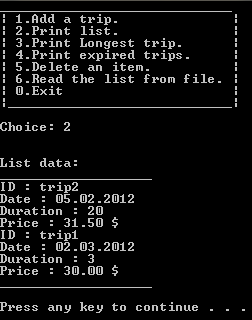 1.Add a trip.
2.Print list.
3.Print Longest trip.
4.Print expired trips.
5.Delete an item.
6.Read the list from file.
0.Exit
Choice: 2
List data:
ID : trip2
Date : 05.02.2012
Duration : 20
Price : 31.50 $
ID : trip1
Date : 02.03.2012
Duration : 3
Price : 30.00 $
Press any key to continue . . .